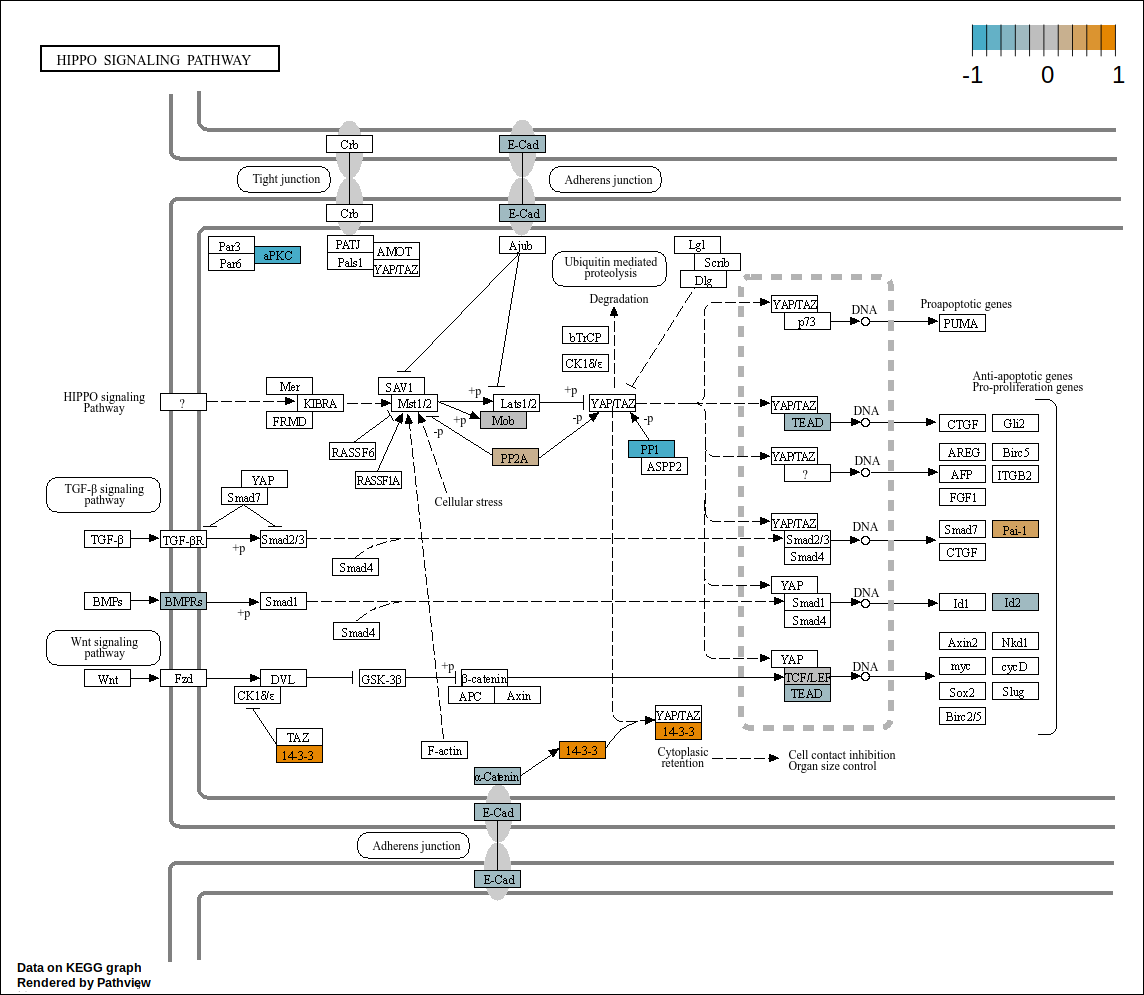 HIPPO SIGNALING PATHWAY
-1 0 1
Crb
E-Cad
Tight junction
Adherens junction
Crb
E-Cad
Par3
Par6
aPKC
PATJ
Pals1
AMOT
YAP/TAZ
Ajub
Ubiquitin mediated
proteolysis
Lgl
Scrib
Dlg
Degradation
bTrCP
CK1δ/ε
YAP/TAZ
p73
DNA
Proapoptotic genes
PUMA
Anti-apoptotic genes
Pro-proliferation genes
HIPPO signaling
Pathway
?
Mer
KIBRA
FRMD
SAV1
Mst1/2
+p
Lats1/2
+p
Mob
+p
YAP/TAZ
-p
-p
-p
RASSF6
RASSF1A
PP2A
PP1
ASPP2
Cellular stress
YAP/TAZ
TEAD
DNA
CTGF
Gli2
YAP/TAZ
?
DNA
AREG
Birc5
AFP
ITGB2
FGF1
TGF-β signaling
pathway
YAP
Smad7
TGF-β
TGF-βR
+p
Smad2/3
Smad4
YAP/TAZ
Smad2/3
Smad4
DNA
Smad7
Pai-1
CTGF
BMPs
BMPRs
+p
Smad1
Smad4
YAP
Smad1
Smad4
DNA
Id1
Id2
Wnt signaling
pathway
Wnt
Fzd
DVL
CK1δ/ε
GSK-3β
+p
β-catenin
APC
Axin
YAP
TCF/LEF
TEAD
DNA
Axin2
Nkd1
myc
cycD
Sox2
Slug
Birc2/5
TAZ
14-3-3
F-actin
14-3-3
YAP/TAZ
14-3-3
Cytoplasic
retention
Cell contact inhibition
Organ size control
α-Catenin
E-Cad
Adherens junction
E-Cad
Data on KEGG graph
Rendered by Pathview